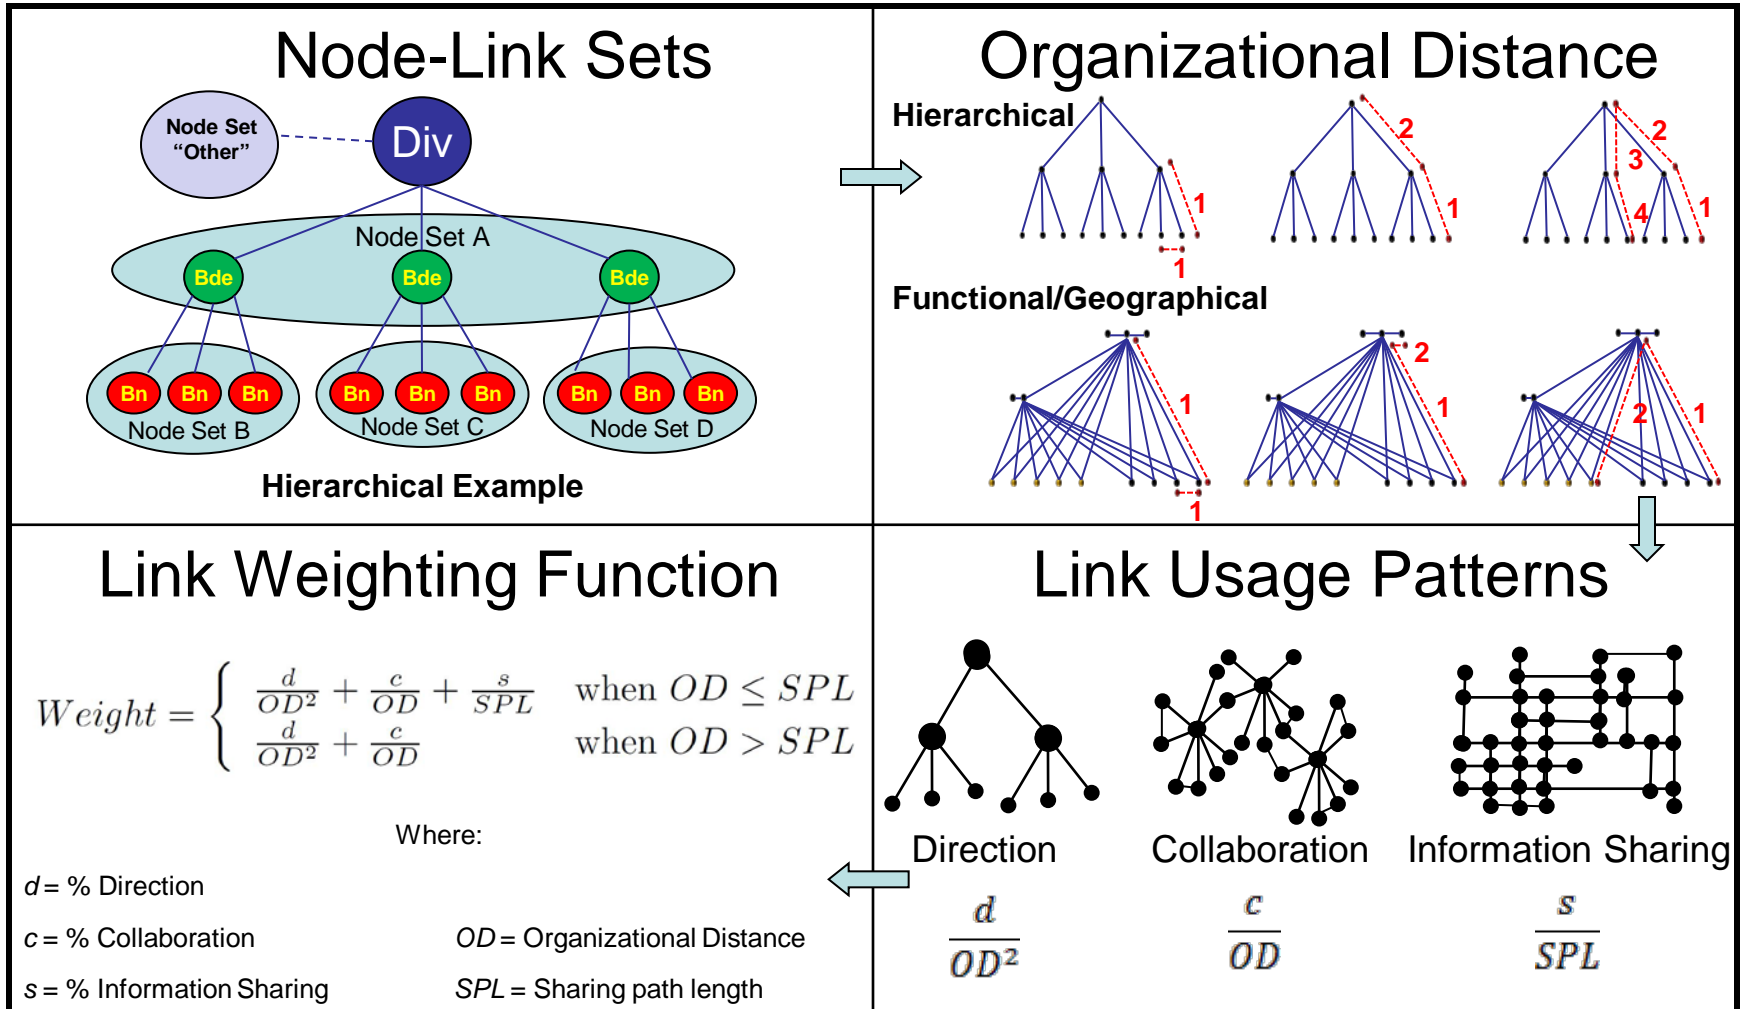 Node-Link Sets
Node Set
“Other”
Div
Node Set A
Bde
Bde
Bde
Bn
Bn
Bn
Bn
Bn
Bn
Bn
Bn
Bn
Node Set B
Node Set C
Node Set D
Hierarchical Example
Organizational Distance
Hierarchical
1
1
2
1
2
3
4
1
Functional/Geographical
1
1
2
1
2
1
Link Weighting Function
Weight = { d/OD² + c/OD + s/SPL when OD ≤ SPL
d/OD² + c/OD when OD > SPL
Where:
d = % Direction
c = % Collaboration
OD = Organizational Distance
s = % Information Sharing
SPL = Sharing path length
Link Usage Patterns
Direction
Collaboration
Information Sharing
d/OD²
c/OD
s/SPL